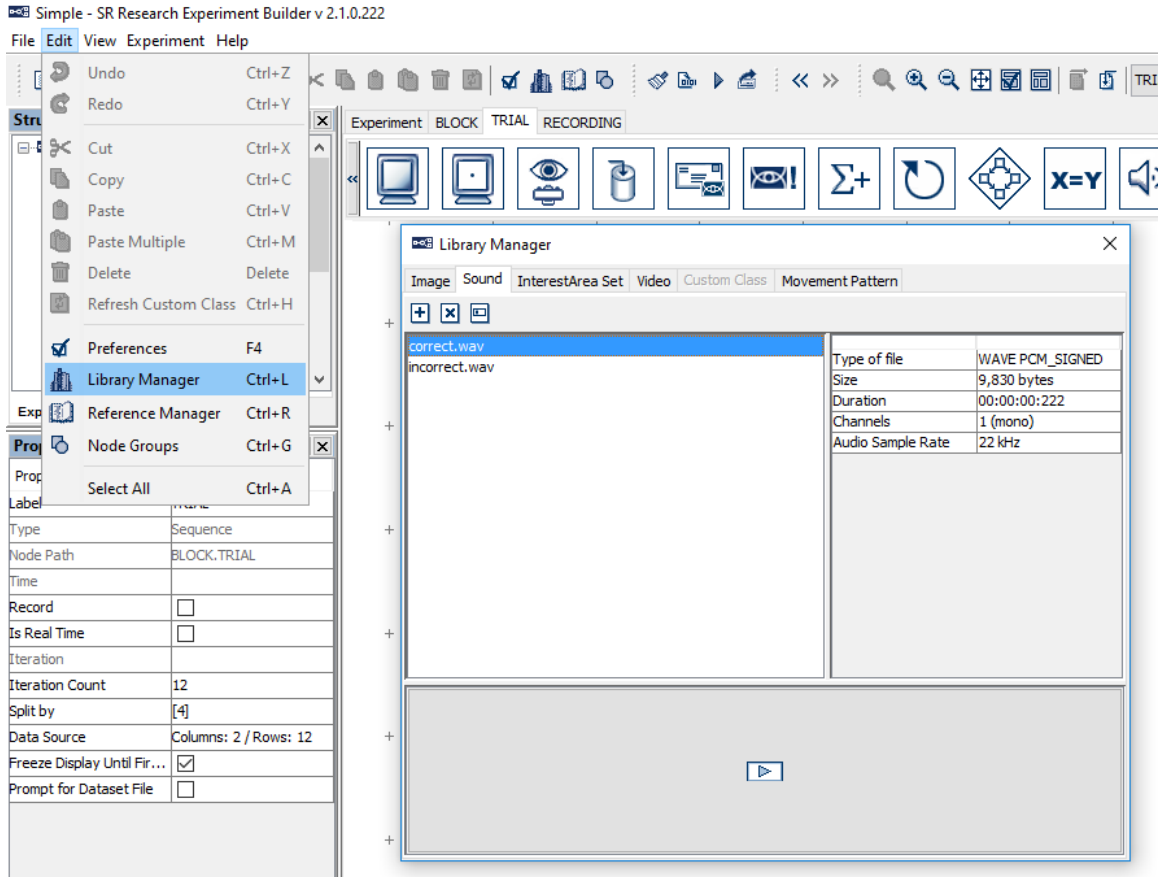 Simple - SR Research Experiment Builder v 2.1.0.222
File Edit View Experiment Help
Undo Ctrl+Z
Redo Ctrl+Y
Cut Ctrl+X
Copy Ctrl+C
Paste Ctrl+V
Paste Multiple Ctrl+M
Delete Delete
Refresh Custom Class Ctrl+H
Preferences F4
Library Manager Ctrl+L
Reference Manager Ctrl+R
Node Groups Ctrl+G
Select All Ctrl+A
TRI
Stru
Exp
Experiment BLOCK TRIAL RECORDING
Σ+ X=Y
Prop
Prop
Label TRIAL
Type Sequence
Node Path BLOCK.TRIAL
Time
Record
Is Real Time
Iteration
Iteration Count 12
Split by [4]
Data Source Columns: 2 / Rows: 12
Freeze Display Until Fir...
Prompt for Dataset File
Library Manager
Image Sound InterestArea Set Video Custom Class Movement Pattern
correct.wav
incorrect.wav
Type of file WAVE PCM_SIGNED
Size 9,830 bytes
Duration 00:00:00:222
Channels 1 (mono)
Audio Sample Rate 22 kHz